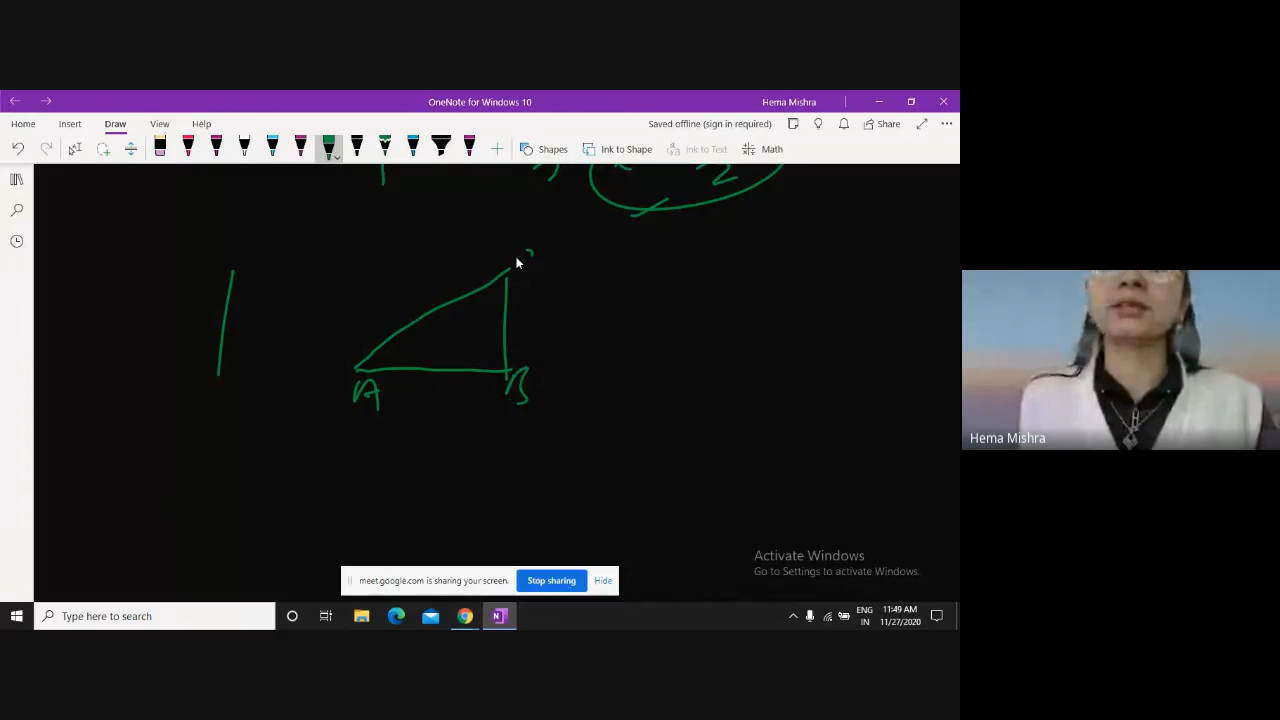 OneNote for Windows 10
Hema Mishra
Home Insert Draw View Help
Saved offline (sign in required)
Share
Shapes
Ink to Shape
Ink to Text
Math
2
A
B
Hema Mishra
Activate Windows
Go to Settings to activate Windows.
meet.google.com is sharing your screen.
Stop sharing
Hide
Type here to search
ENG
IN
11:49 AM
11/27/2020